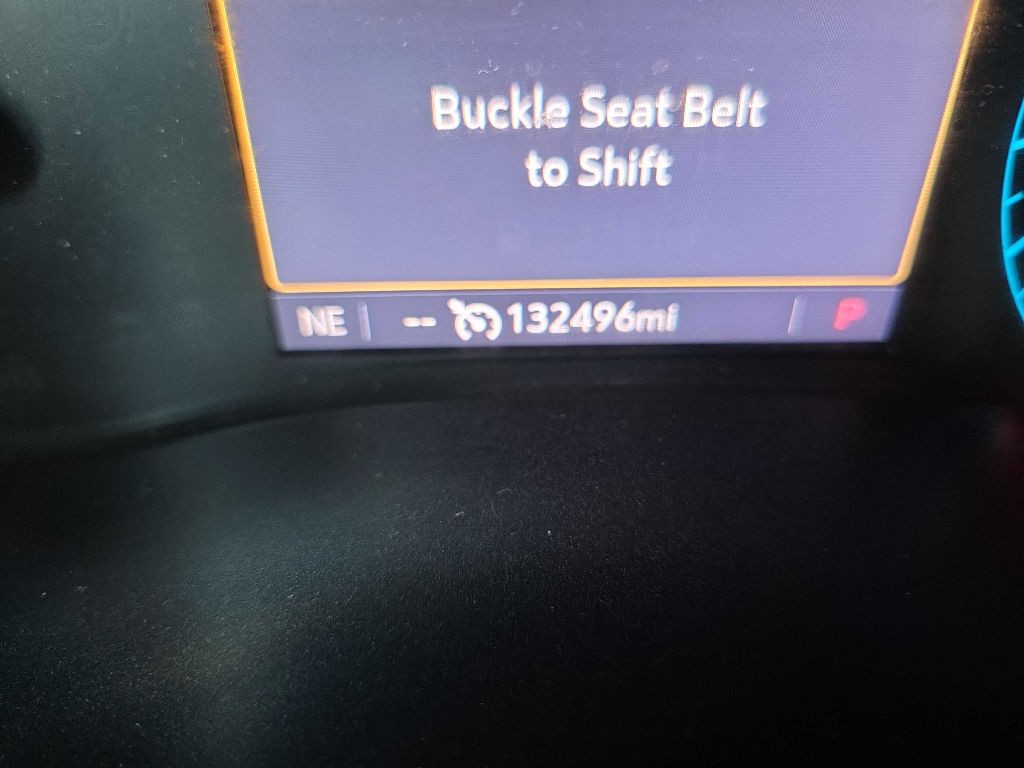 Buckle Seat Belt
to Shift
NE -- 132496mi P